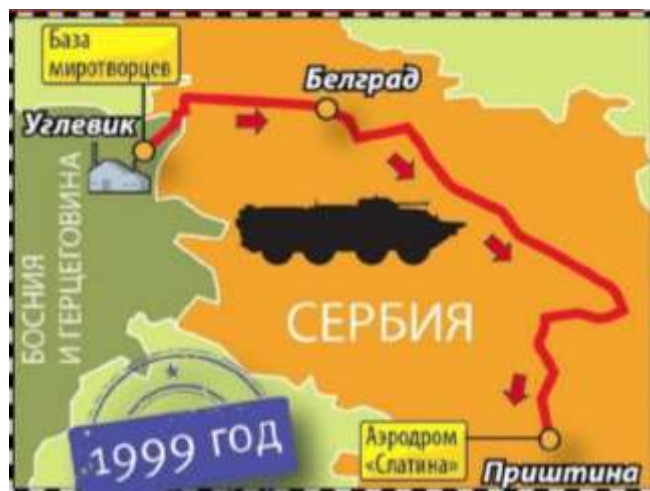 База
миротворцев
Углевик
Белград
БОСНИЯ
И ГЕРЦЕГОВИНА
СЕРБИЯ
1999 ГОД
Аэродром
«Слатина»
Приштина